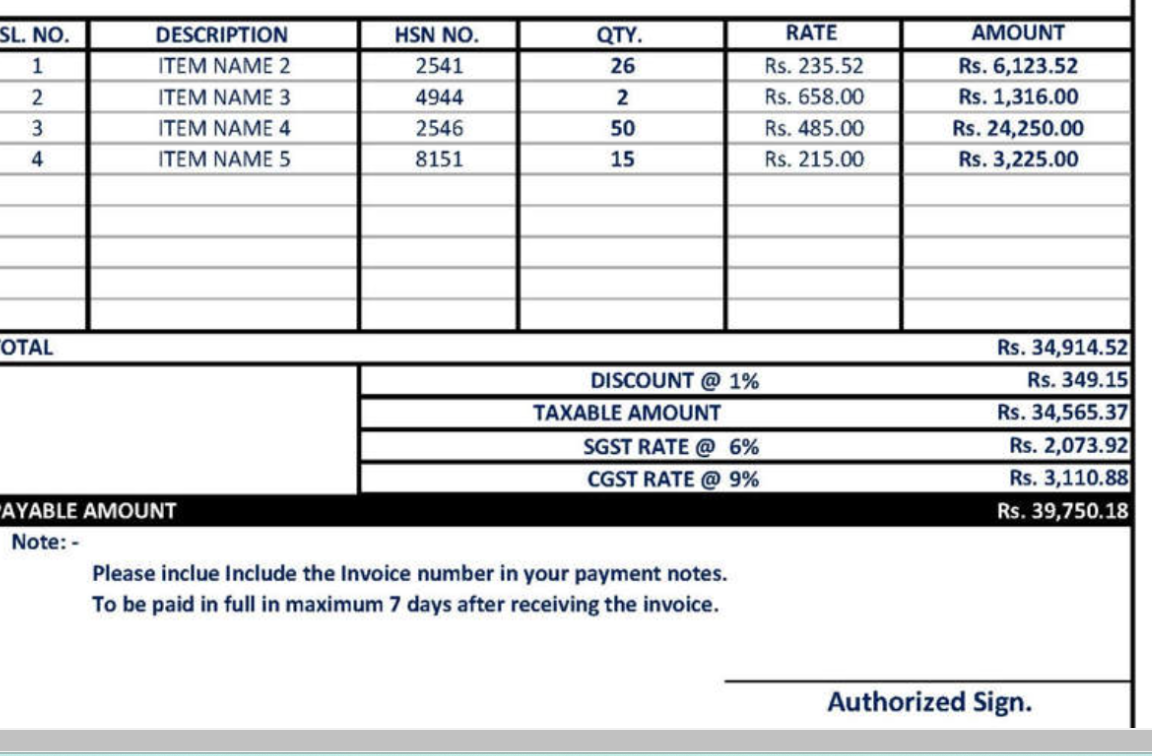 SL. NO. DESCRIPTION HSN NO. QTY. RATE AMOUNT
1 ITEM NAME 2 2541 26 Rs. 235.52 Rs. 6,123.52
2 ITEM NAME 3 4944 2 Rs. 658.00 Rs. 1,316.00
3 ITEM NAME 4 2546 50 Rs. 485.00 Rs. 24,250.00
4 ITEM NAME 5 8151 15 Rs. 215.00 Rs. 3,225.00
OTAL Rs. 34,914.52
DISCOUNT @ 1% Rs. 349.15
TAXABLE AMOUNT Rs. 34,565.37
SGST RATE @ 6% Rs. 2,073.92
CGST RATE @ 9% Rs. 3,110.88
PAYABLE AMOUNT Rs. 39,750.18
Note: -
Please inclue Include the Invoice number in your payment notes.
To be paid in full in maximum 7 days after receiving the invoice.
Authorized Sign.